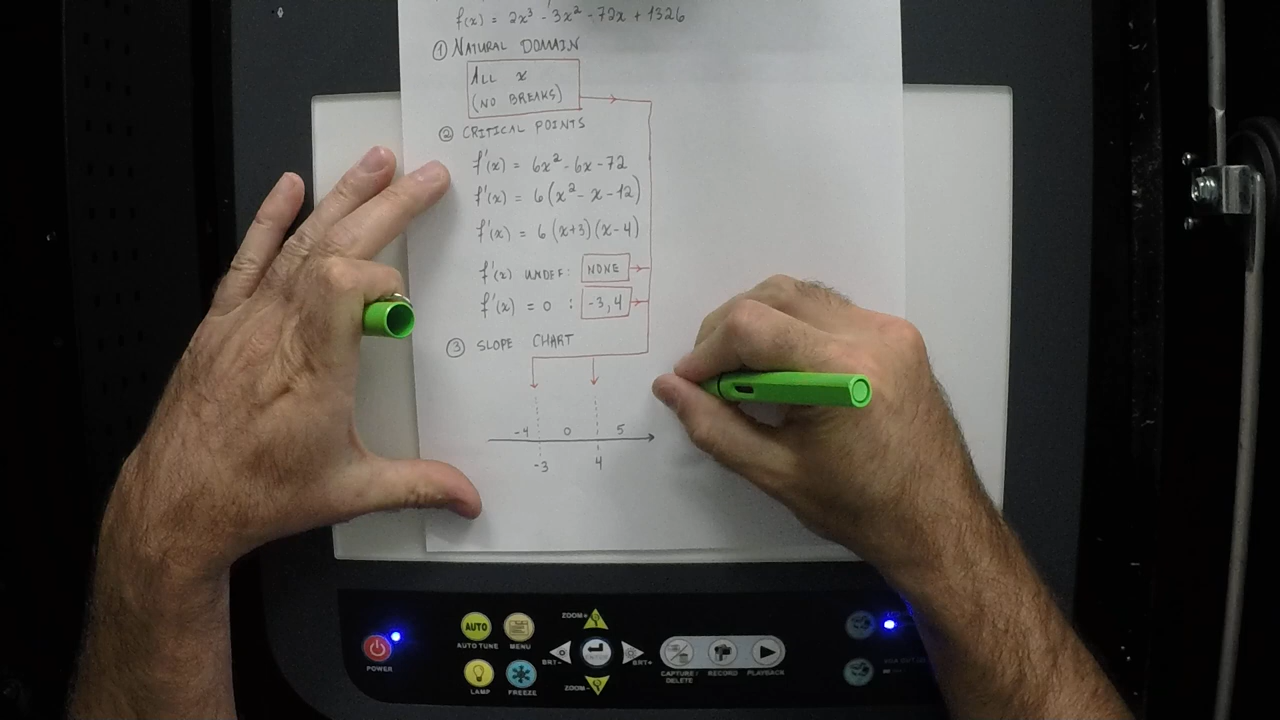 f(x) = 2x³ - 3x² - 72x + 1326
① NATURAL DOMAIN
ALL x
(NO BREAKS)
② CRITICAL POINTS
f'(x) = 6x² - 6x - 72
f'(x) = 6(x² - x - 12)
f'(x) = 6(x+3)(x-4)
f'(x) UNDEF: NONE
f'(x) = 0 : -3, 4
③ SLOPE CHART
-4 0 5
-3 4
ZOOM+
AUTO
AUTO TUNE MENU
BRT- BRT+
POWER
LAMP FREEZE
ZOOM-
CAPTURE / DELETE RECORD PLAYBACK